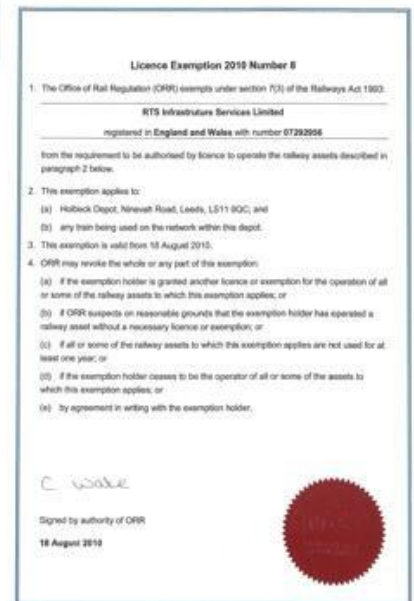 Licence Exemption 2010 Number 8
1. The Office of Rail Regulation (ORR) exempts under section 7(3) of the Railways Act 1993:
RTS Infrastruture Services Limited
registered in England and Wales with number 07292956
from the requirement to be authorised by licence to operate the railway assets described in
paragraph 2 below.
2. This exemption applies to:
(a) Holbeck Depot, Nineveh Road, Leeds, LS11 9QC; and
(b) any train being used on the network within this depot.
3. This exemption is valid from 18 August 2010.
4. ORR may revoke the whole or any part of this exemption:
(a) if the exemption holder is granted another licence or exemption for the operation of all
or some of the railway assets to which this exemption applies; or
(b) if ORR suspects on reasonable grounds that the exemption holder has operated a
railway asset without a necessary licence or exemption; or
(c) if all or some of the railway assets to which this exemption applies are not used for at
least one year; or
(d) if the exemption holder ceases to be the operator of all or some of the assets to
which this exemption applies; or
(e) by agreement in writing with the exemption holder.
C Wake
Signed by authority of ORR
18 August 2010